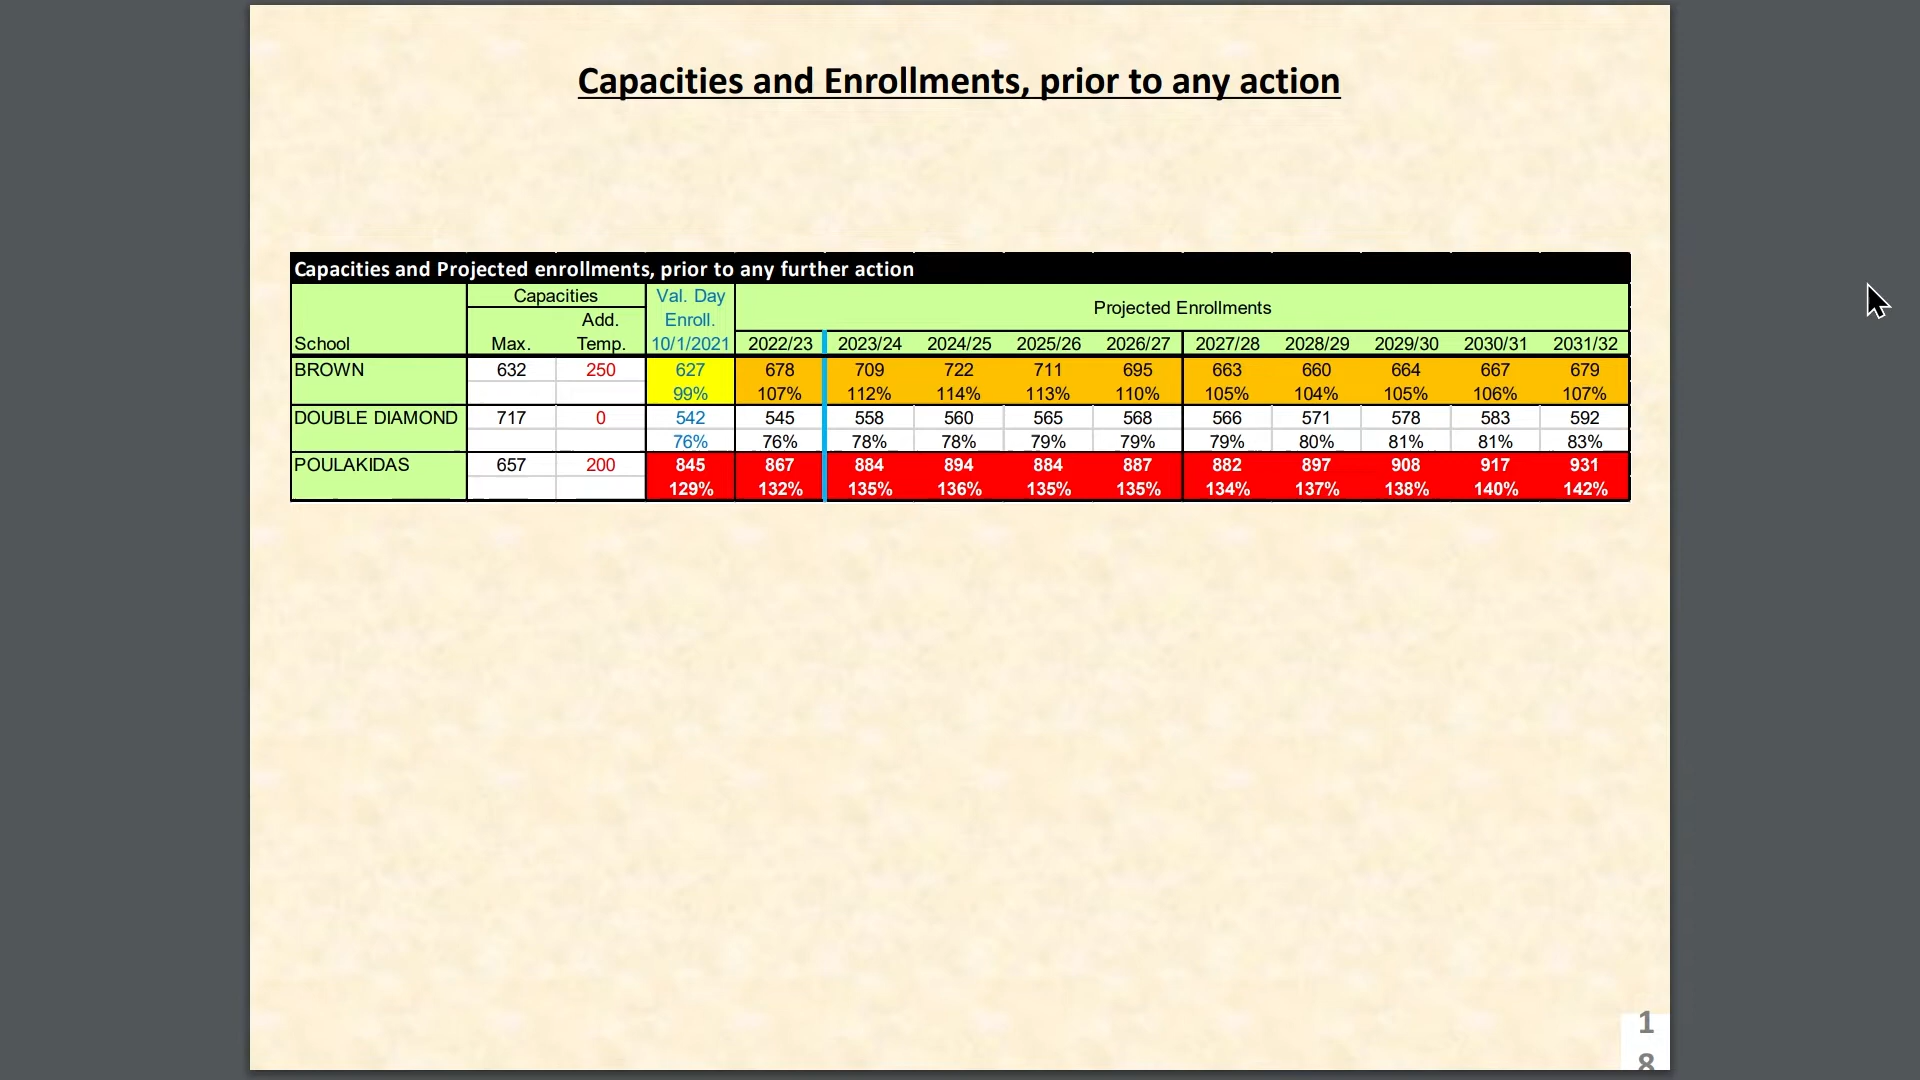 Capacities and Enrollments, prior to any action
Capacities and Projected enrollments, prior to any further action
Capacities Val. Day Projected Enrollments
Add. Enroll.
School Max. Temp. 10/1/2021 2022/23 2023/24 2024/25 2025/26 2026/27 2027/28 2028/29 2029/30 2030/31 2031/32
BROWN 632 250 627 678 709 722 711 695 663 660 664 667 679
99% 107% 112% 114% 113% 110% 105% 104% 105% 106% 107%
DOUBLE DIAMOND 717 0 542 545 558 560 565 568 566 571 578 583 592
76% 76% 78% 78% 79% 79% 79% 80% 81% 81% 83%
POULAKIDAS 657 200 845 867 884 894 884 887 882 897 908 917 931
129% 132% 135% 136% 135% 135% 134% 137% 138% 140% 142%
1
8